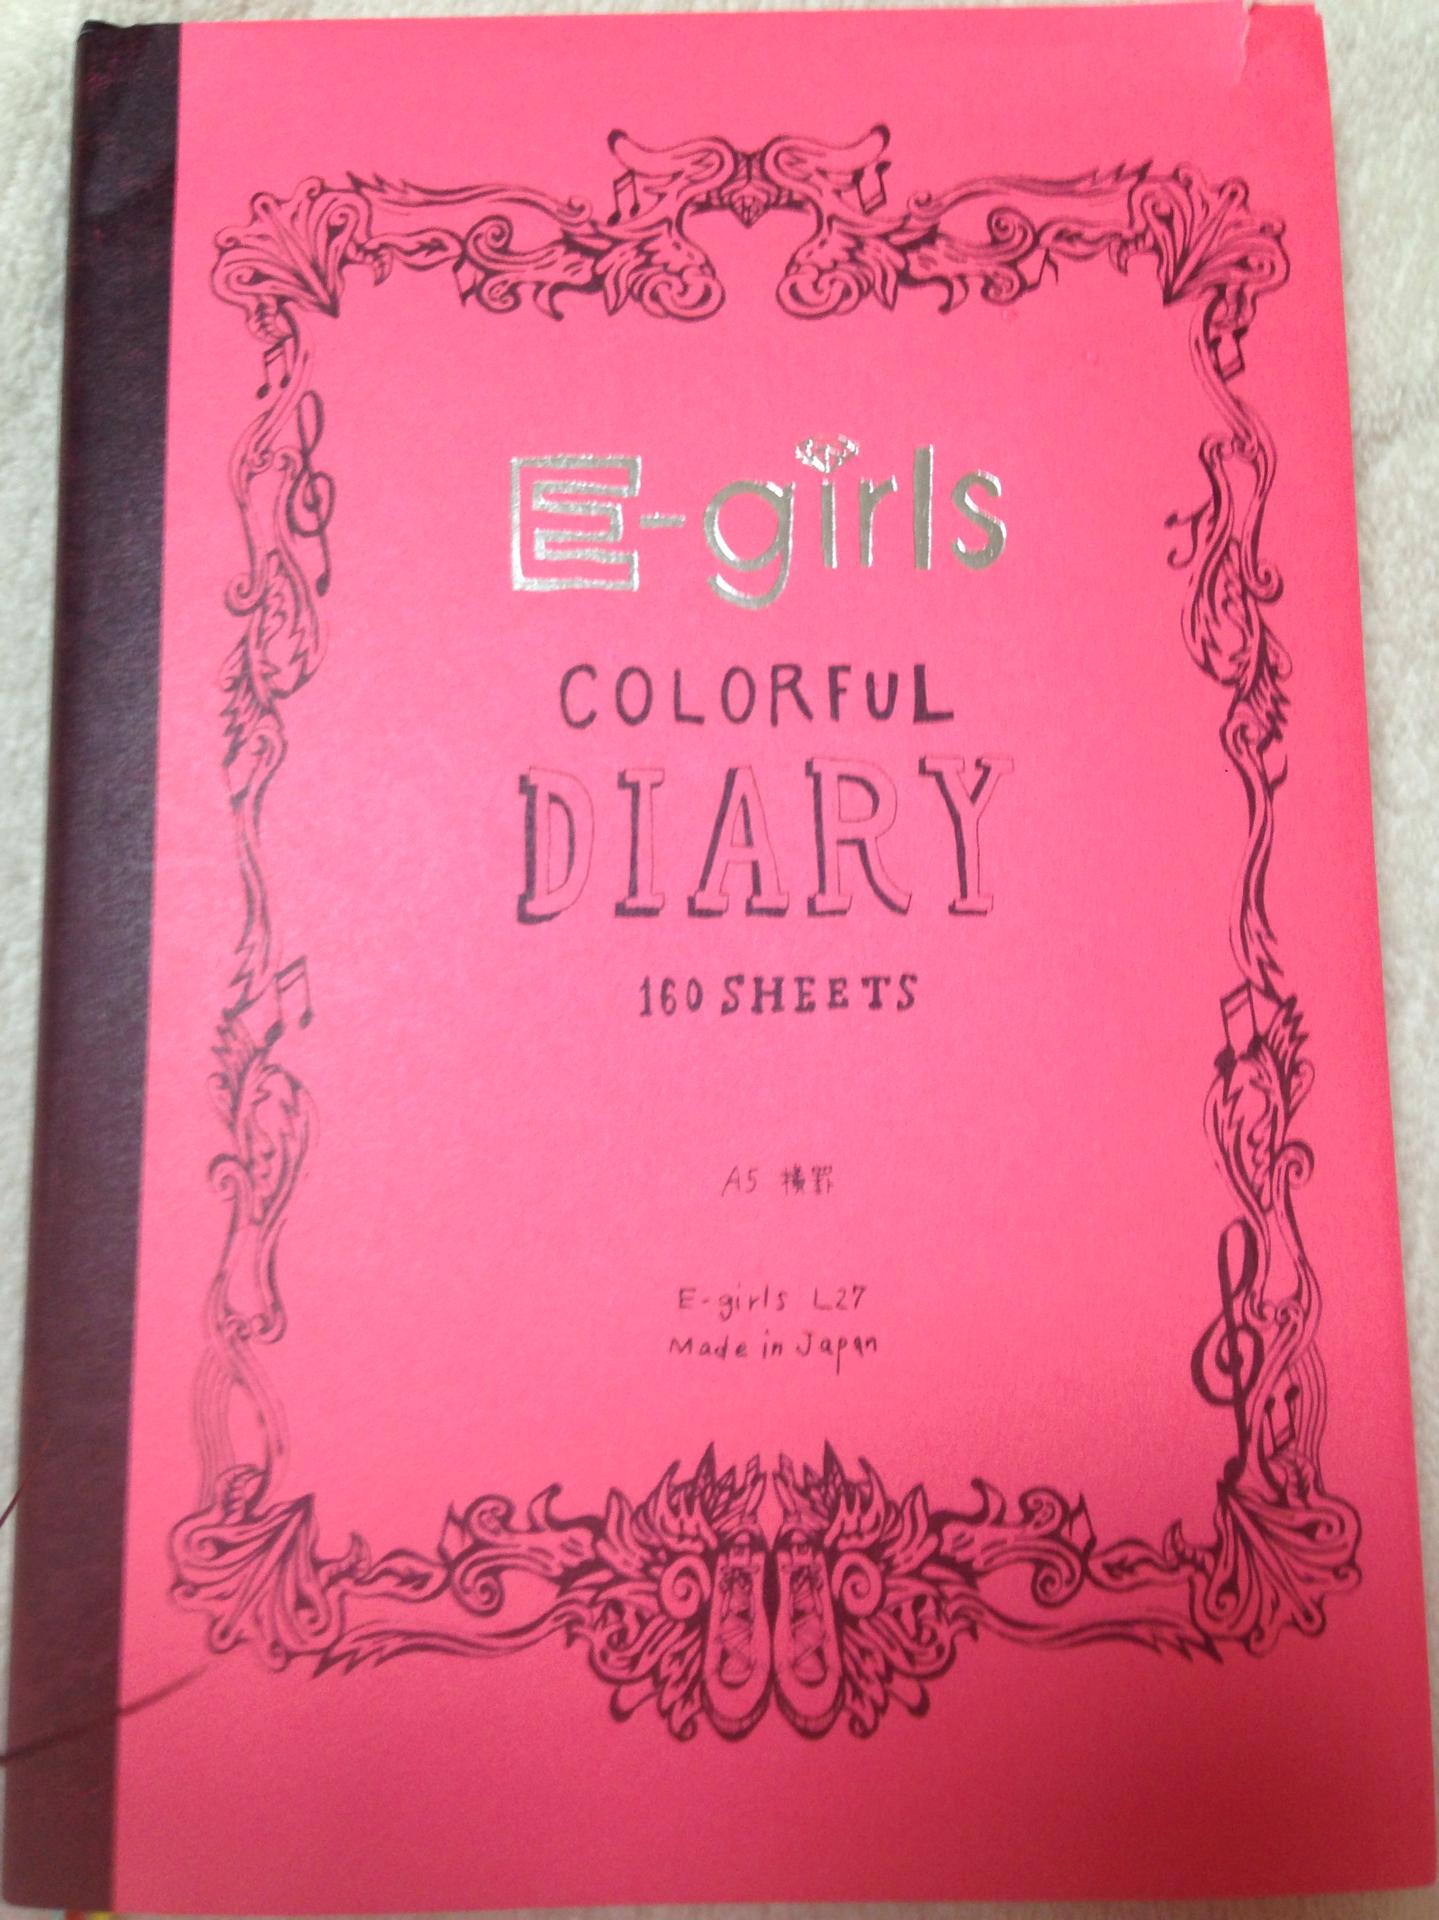 E-girls
COLORFUL
DIARY
160 SHEETS
A5 横罫
E-girls L27
Made in Japan